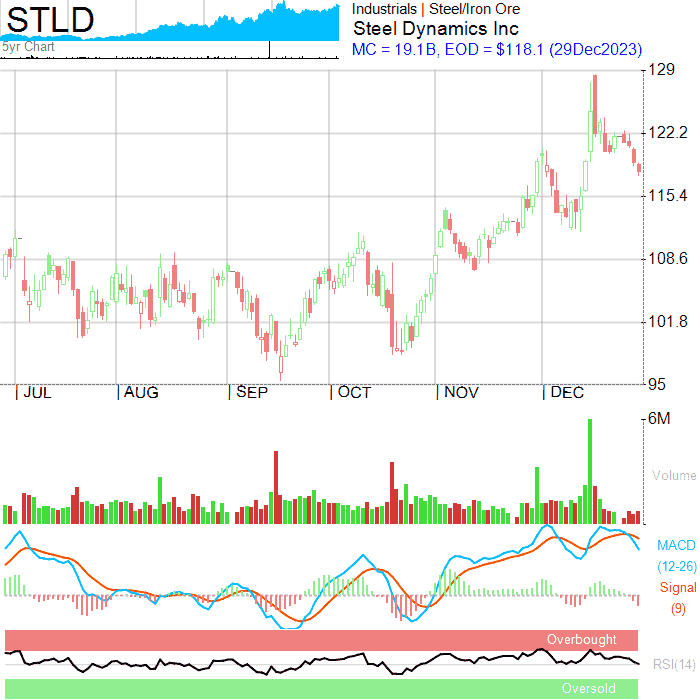 STLD
5yr Chart
Industrials | Steel/Iron Ore
Steel Dynamics Inc
MC = 19.1B, EOD = $118.1 (29Dec2023)
129
122.2
115.4
108.6
101.8
95
JUL AUG SEP OCT NOV DEC
6M
Volume
MACD
(12-26)
Signal
(9)
Overbought
RSI(14)
Oversold